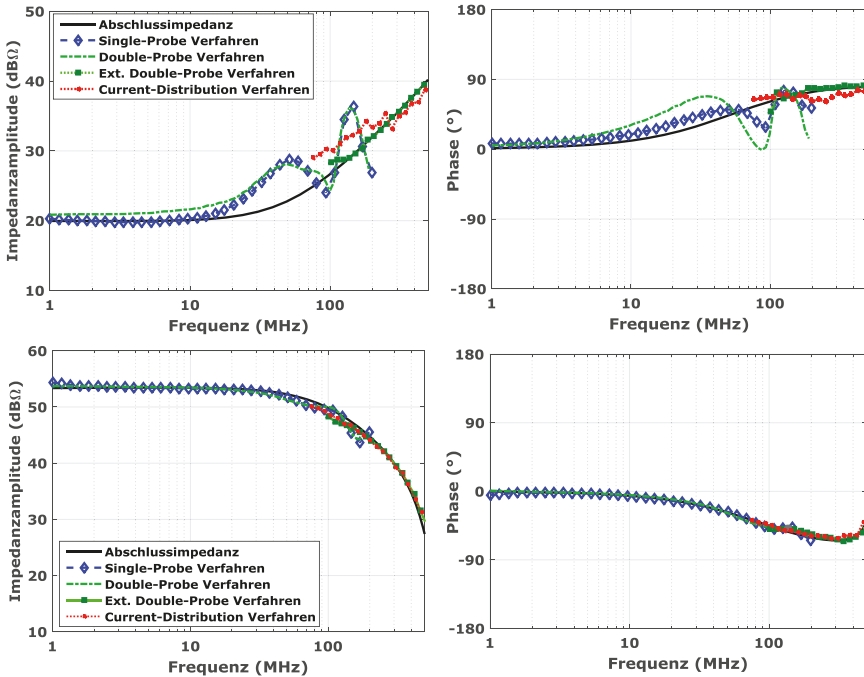 Impedanzamplitude (dBΩ)
50
40
30
20
10
Abschlussimpedanz
Single-Probe Verfahren
Double-Probe Verfahren
Ext. Double-Probe Verfahren
Current-Distribution Verfahren
1 10 100
Frequenz (MHz)
Phase (°)
180
90
0
-90
-180
1 10 100
Frequenz (MHz)
Impedanzamplitude (dBΩ)
60
50
40
30
20
10
Abschlussimpedanz
Single-Probe Verfahren
Double-Probe Verfahren
Ext. Double-Probe Verfahren
Current-Distribution Verfahren
1 10 100
Frequenz (MHz)
Phase (°)
180
90
0
-90
-180
1 10 100
Frequenz (MHz)